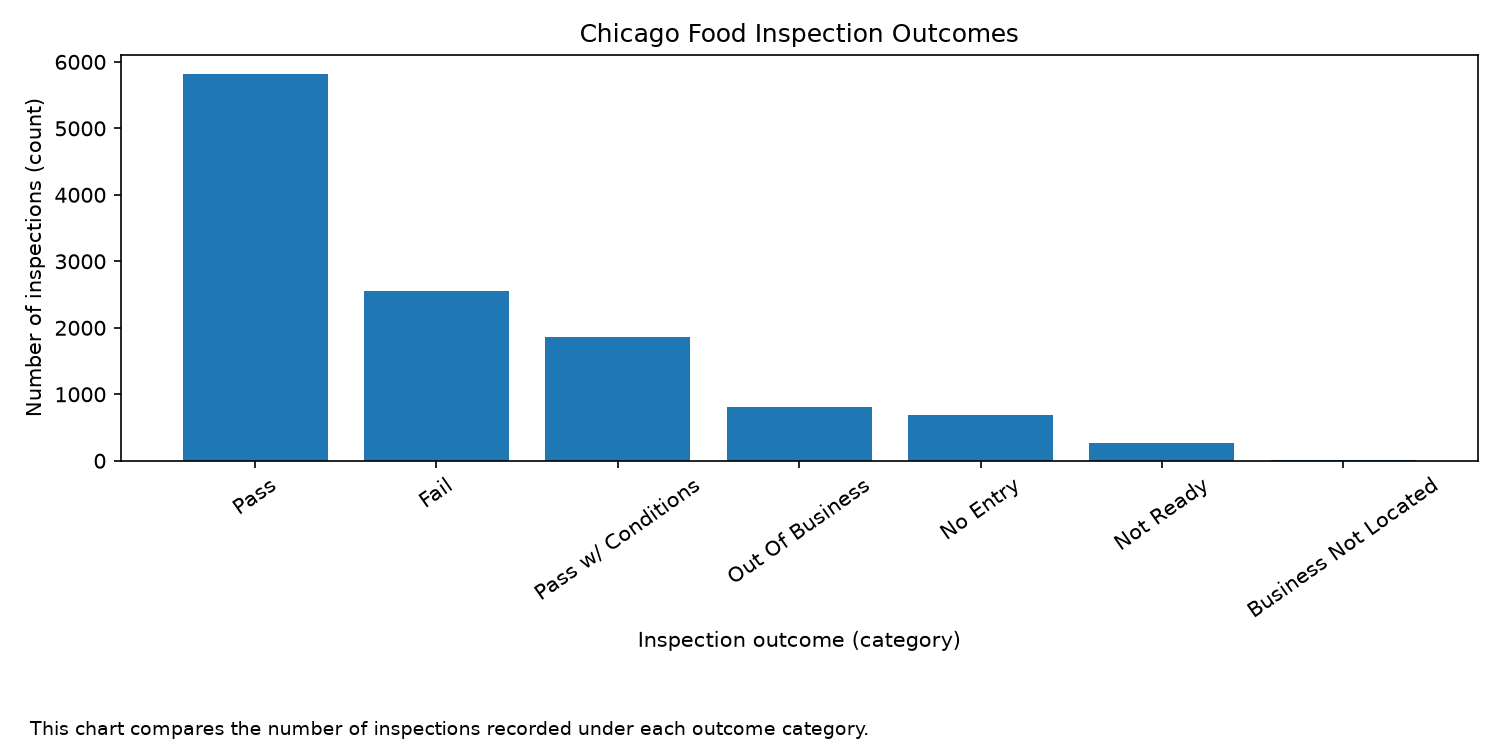 Chicago Food Inspection Outcomes
Number of inspections (count)
6000
5000
4000
3000
2000
1000
0
Pass
Fail
Pass w/ Conditions
Out Of Business
No Entry
Not Ready
Business Not Located
Inspection outcome (category)
This chart compares the number of inspections recorded under each outcome category.